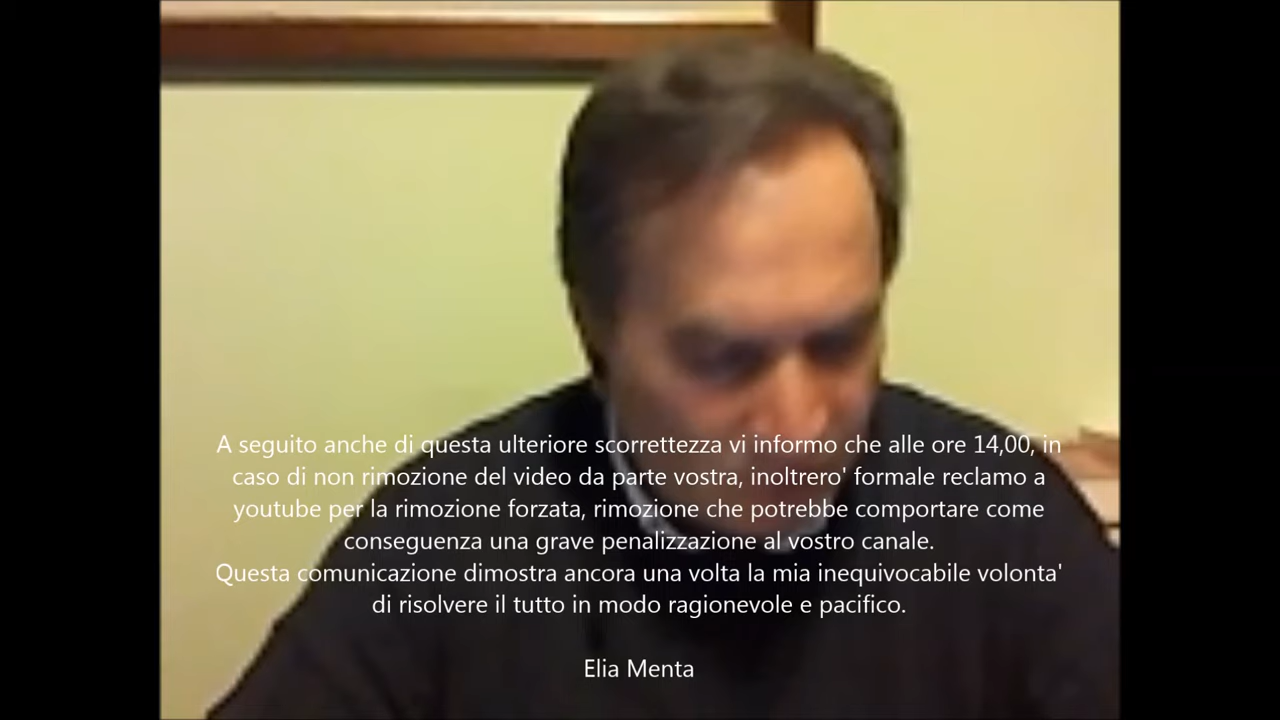 A seguito anche di questa ulteriore scorrettezza vi informo che alle ore 14,00, in
caso di non rimozione del video da parte vostra, inoltrero' formale reclamo a
youtube per la rimozione forzata, rimozione che potrebbe comportare come
conseguenza una grave penalizzazione al vostro canale.
Questa comunicazione dimostra ancora una volta la mia inequivocabile volonta'
di risolvere il tutto in modo ragionevole e pacifico.
Elia Menta